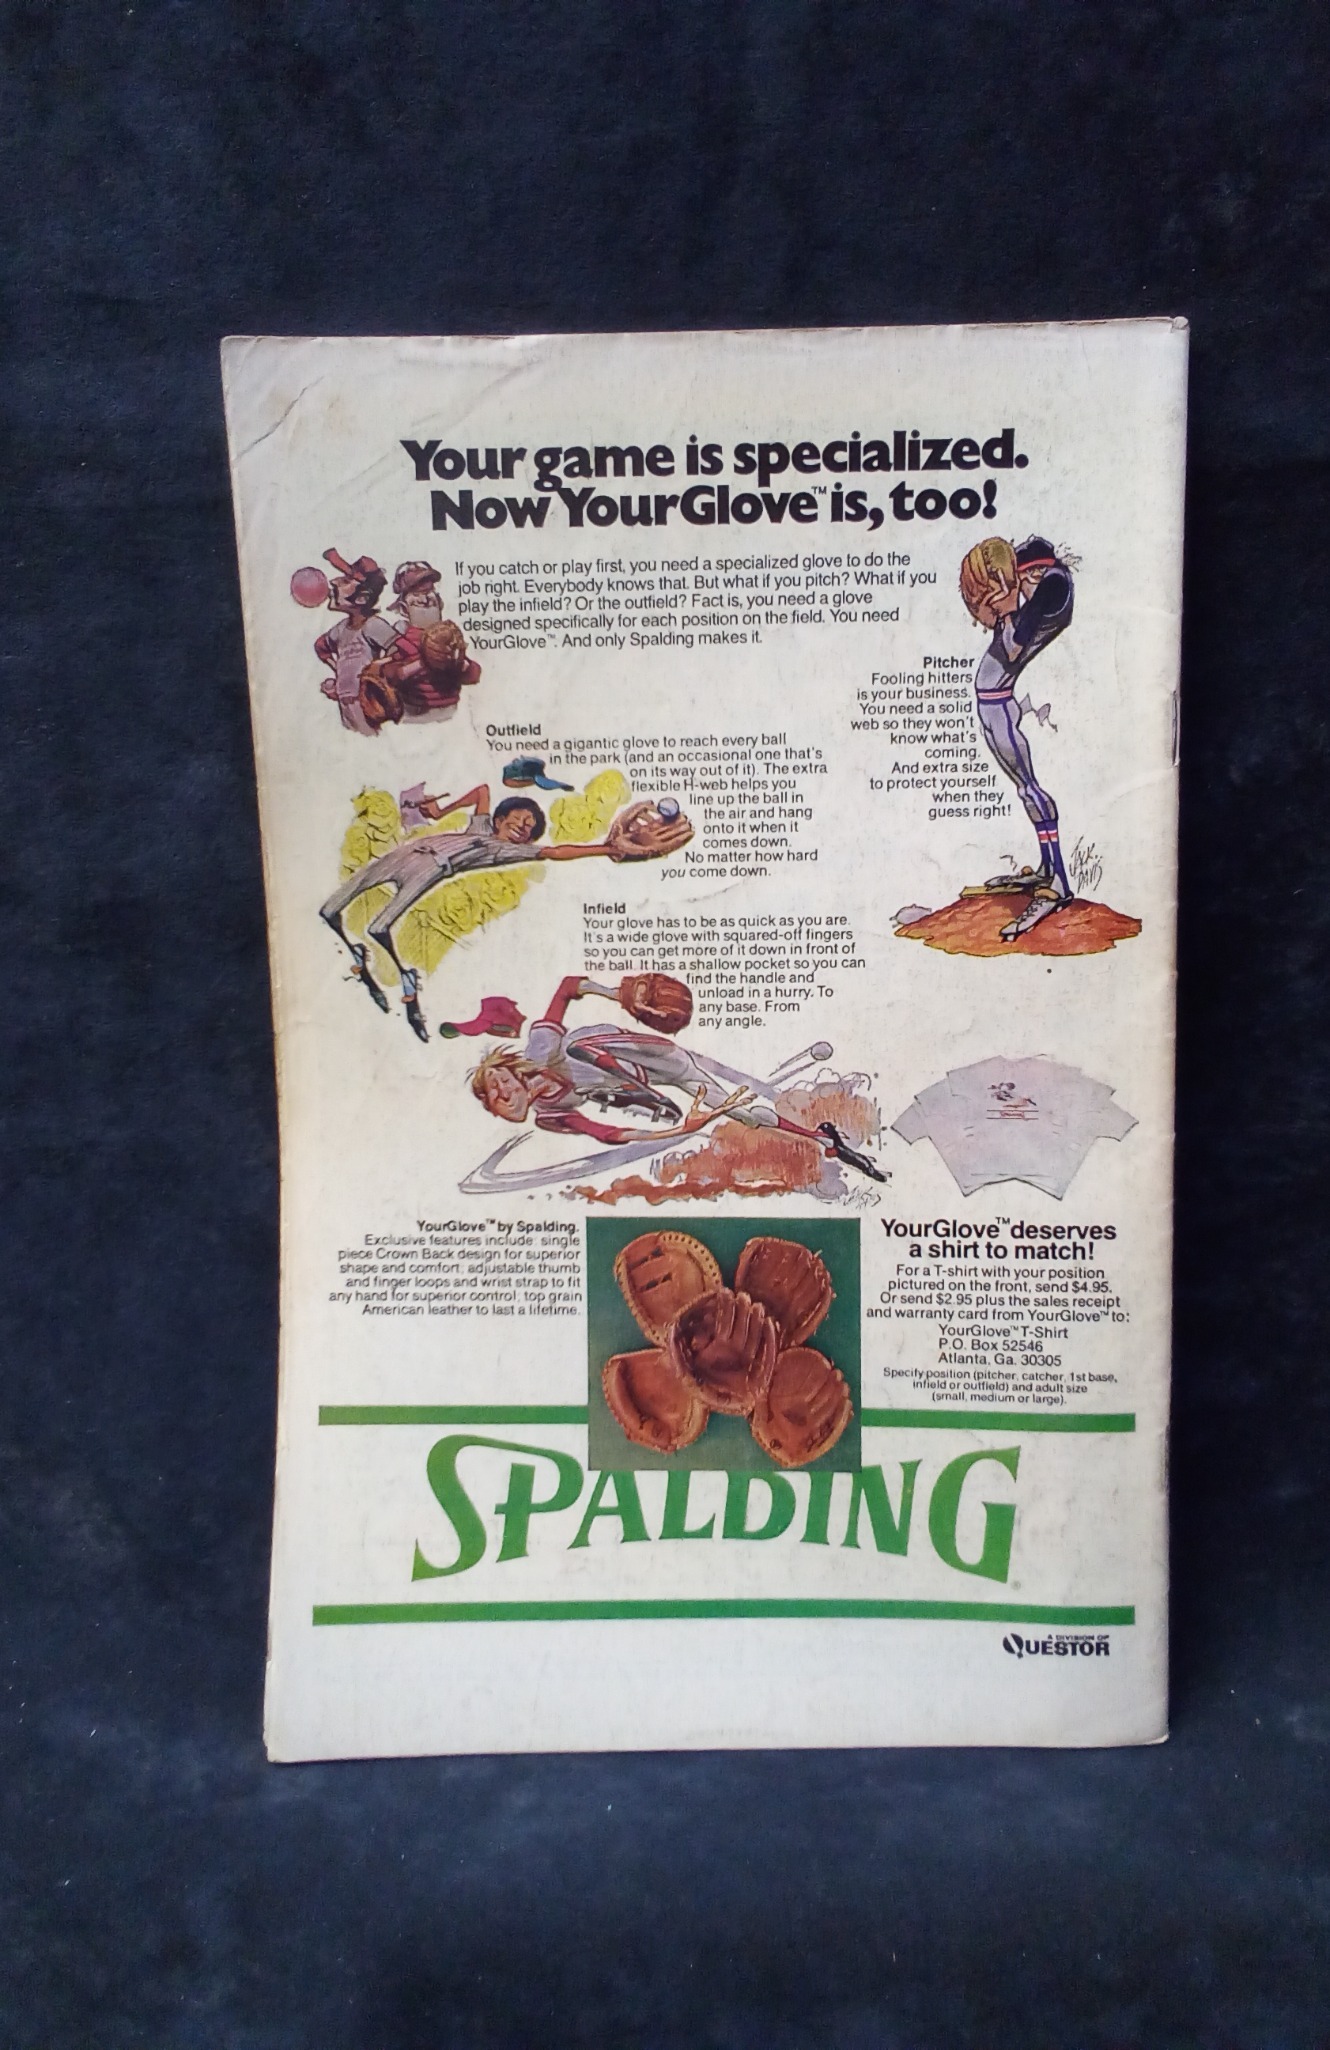 Your game is specialized.
Now YourGlove™ is, too!
If you catch or play first, you need a specialized glove to do the
job right. Everybody knows that. But what if you pitch? What if you
play the infield? Or the outfield? Fact is, you need a glove
designed specifically for each position on the field. You need
YourGlove™. And only Spalding makes it.
Pitcher
Fooling hitters
is your business.
You need a solid
web so they won't
know what's
coming.
And extra size
to protect yourself
when they
guess right!
JACK
DAVIS
Outfield
You need a gigantic glove to reach every ball
in the park (and an occasional one that's
on its way out of it). The extra
flexible H-web helps you
line up the ball in
the air and hang
onto it when it
comes down.
No matter how hard
you come down.
Infield
Your glove has to be as quick as you are.
It's a wide glove with squared-off fingers
so you can get more of it down in front of
the ball. It has a shallow pocket so you can
find the handle and
unload in a hurry. To
any base. From
any angle.
YourGlove™ by Spalding.
Exclusive features include: single
piece Crown Back design for superior
shape and comfort; adjustable thumb
and finger loops and wrist strap to fit
any hand for superior control; top grain
American leather to last a lifetime.
YourGlove™ deserves
a shirt to match!
For a T-shirt with your position
pictured on the front, send $4.95.
Or send $2.95 plus the sales receipt
and warranty card from YourGlove™ to:
YourGlove™ T-Shirt
P.O. Box 52546
Atlanta, Ga. 30305
Specify position (pitcher, catcher, 1st base,
infield or outfield) and adult size
(small, medium or large).
SPALDING®
A DIVISION OF
QUESTOR